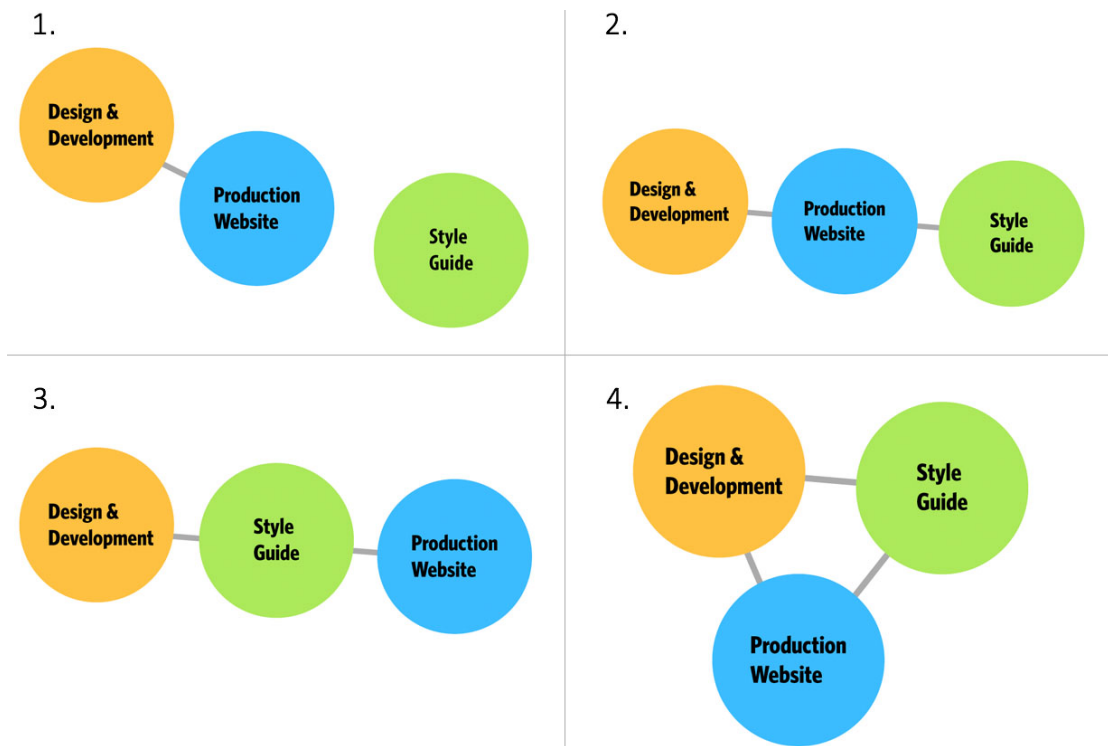 1.
Design &
Development
Production
Website
Style
Guide
2.
Design &
Development
Production
Website
Style
Guide
3.
Design &
Development
Style
Guide
Production
Website
4.
Design &
Development
Style
Guide
Production
Website